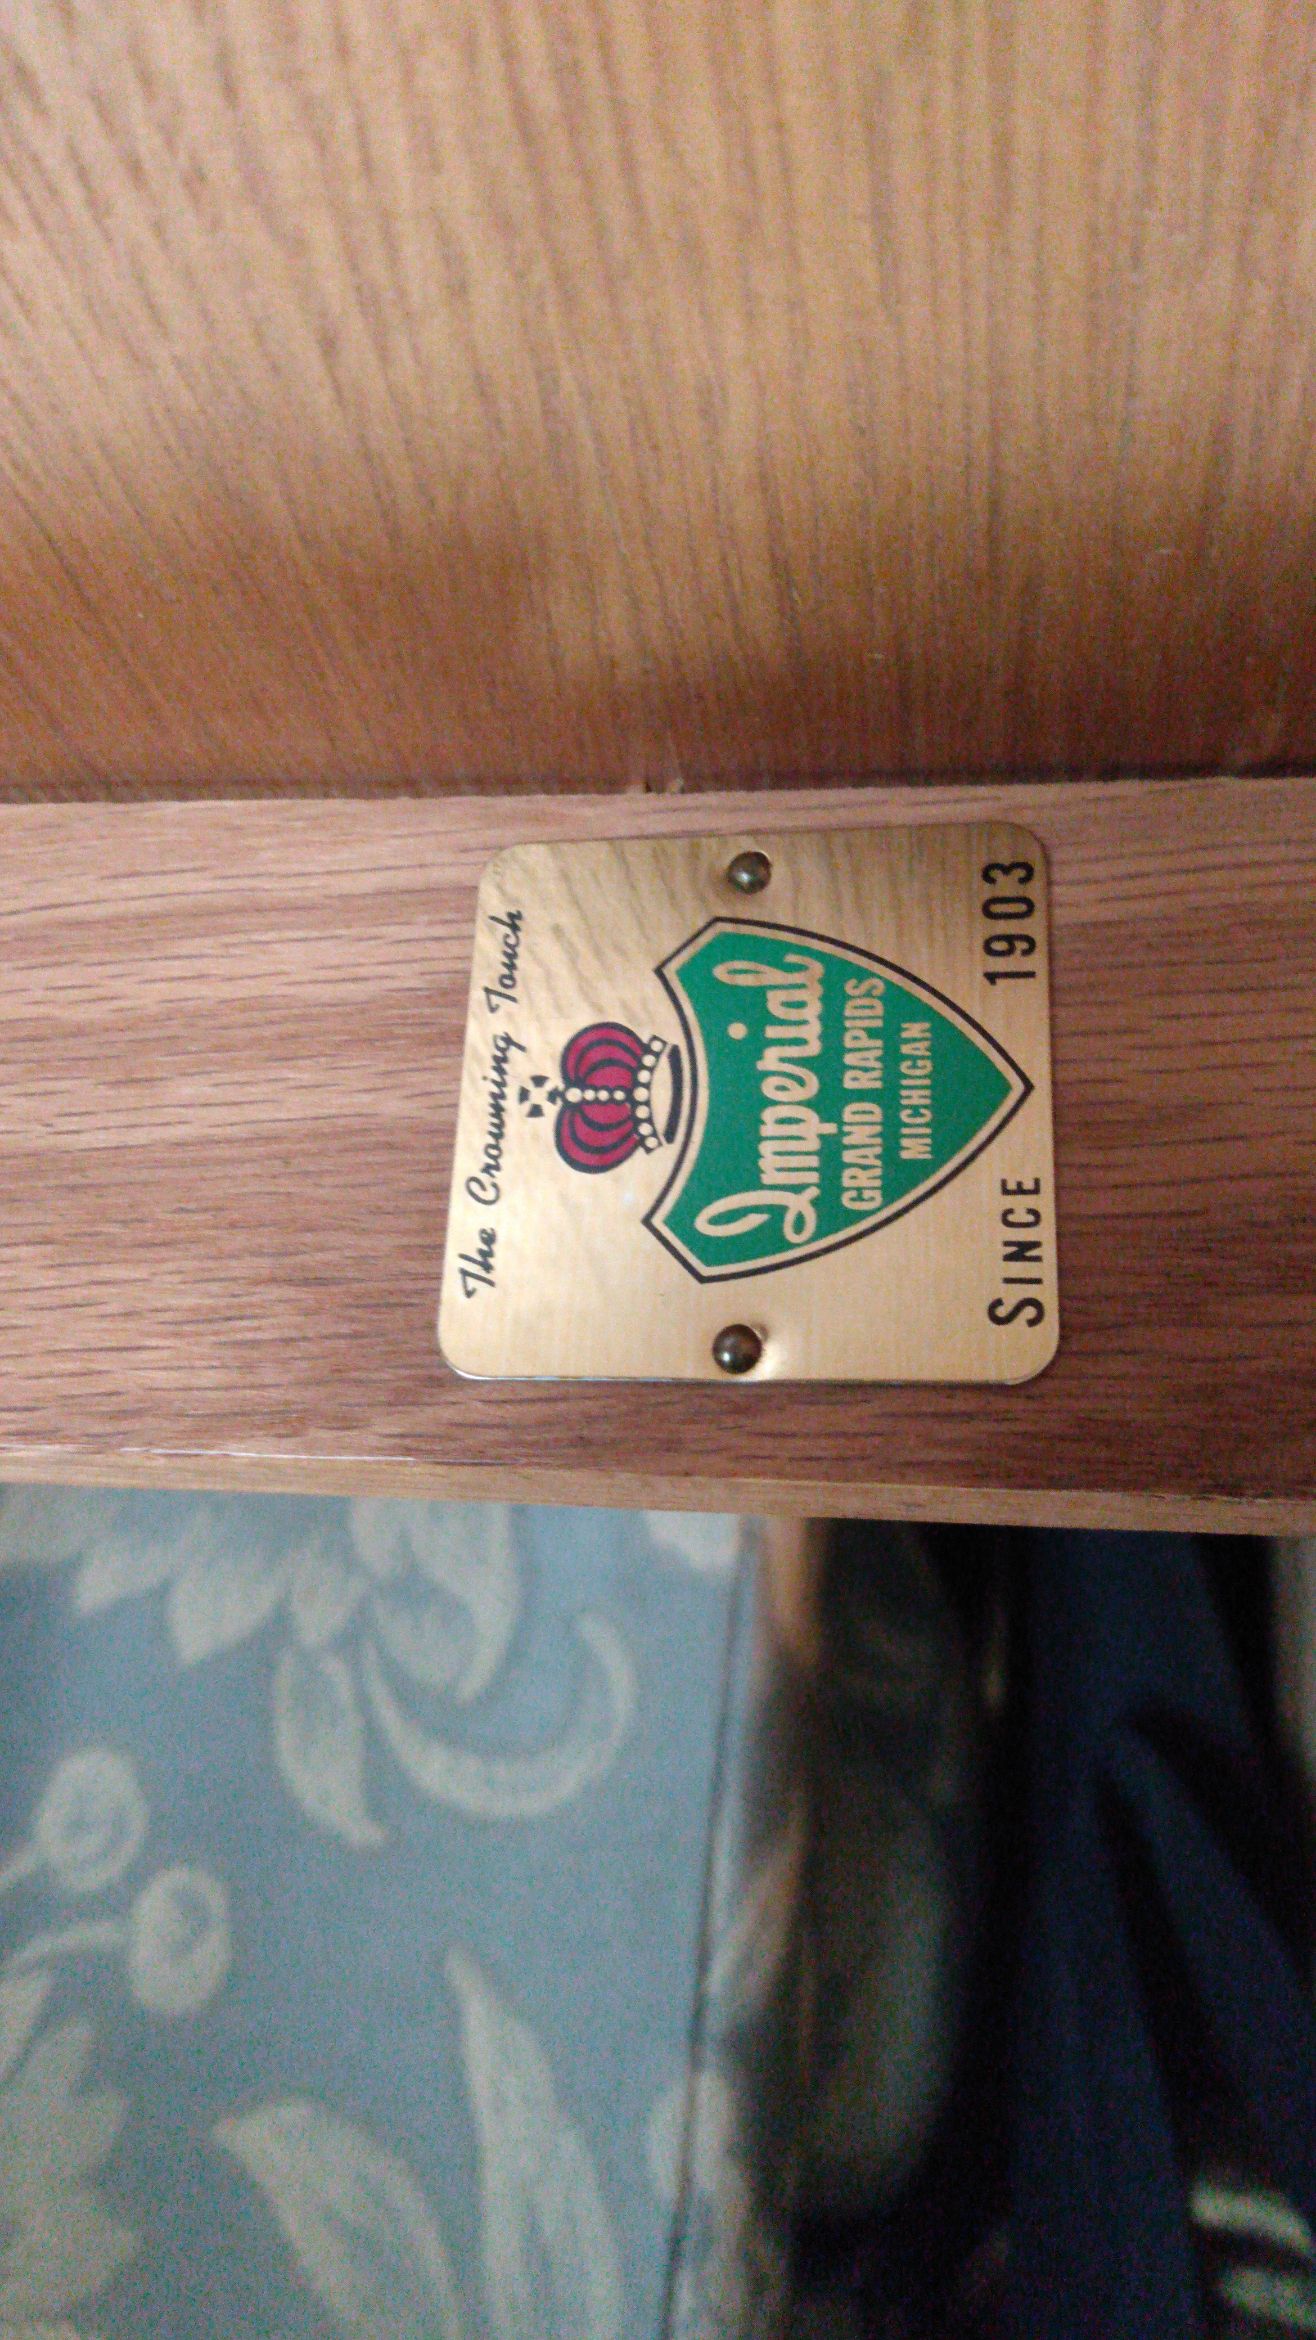 The Crowning Touch
Imperial
GRAND RAPIDS
MICHIGAN
SINCE 1903